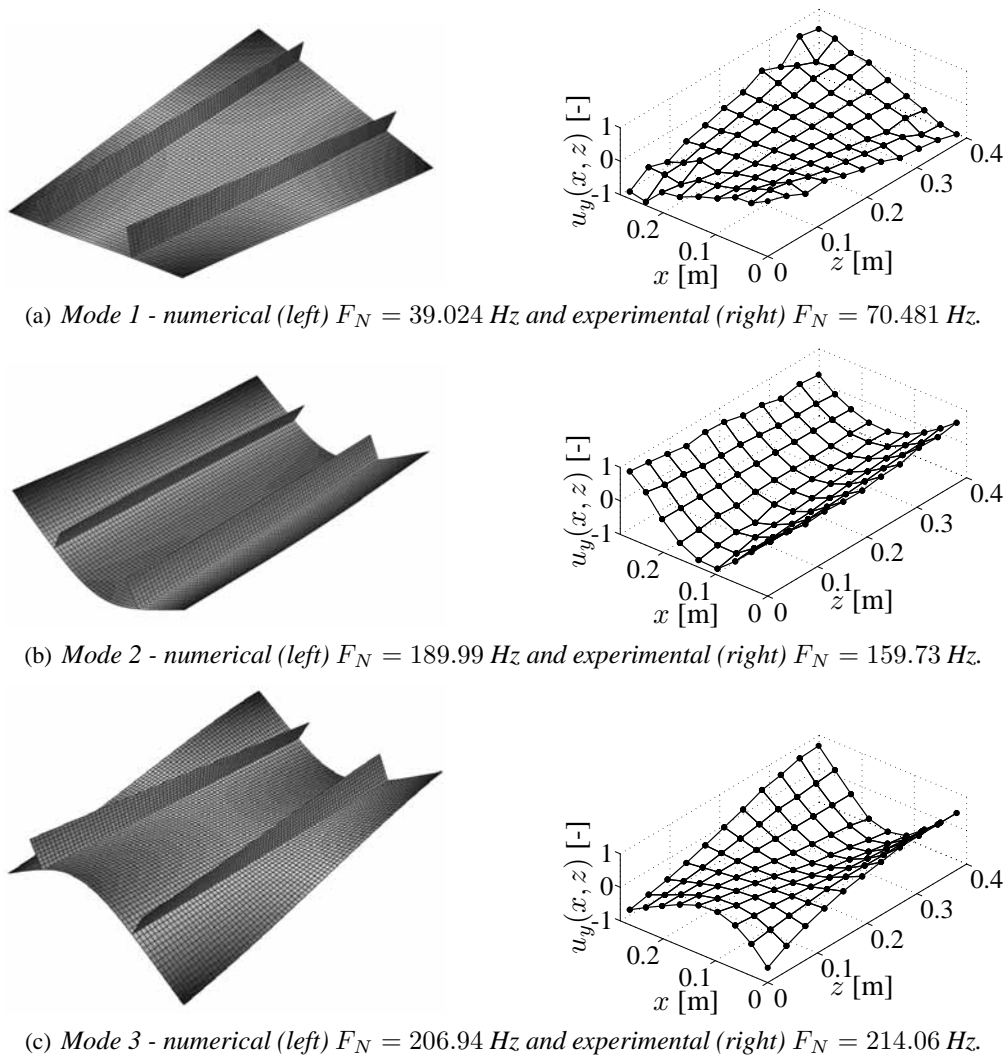 1
0
-1
u_y(x, z) [-]
0.2
0.1
0
x [m]
0
0.1
0.2
0.3
0.4
z [m]
(a) Mode 1 - numerical (left) F_N = 39.024 Hz and experimental (right) F_N = 70.481 Hz.
1
0
-1
u_y(x, z) [-]
0.2
0.1
0
x [m]
0
0.1
0.2
0.3
0.4
z [m]
(b) Mode 2 - numerical (left) F_N = 189.99 Hz and experimental (right) F_N = 159.73 Hz.
1
0
-1
u_y(x, z) [-]
0.2
0.1
0
x [m]
0
0.1
0.2
0.3
0.4
z [m]
(c) Mode 3 - numerical (left) F_N = 206.94 Hz and experimental (right) F_N = 214.06 Hz.